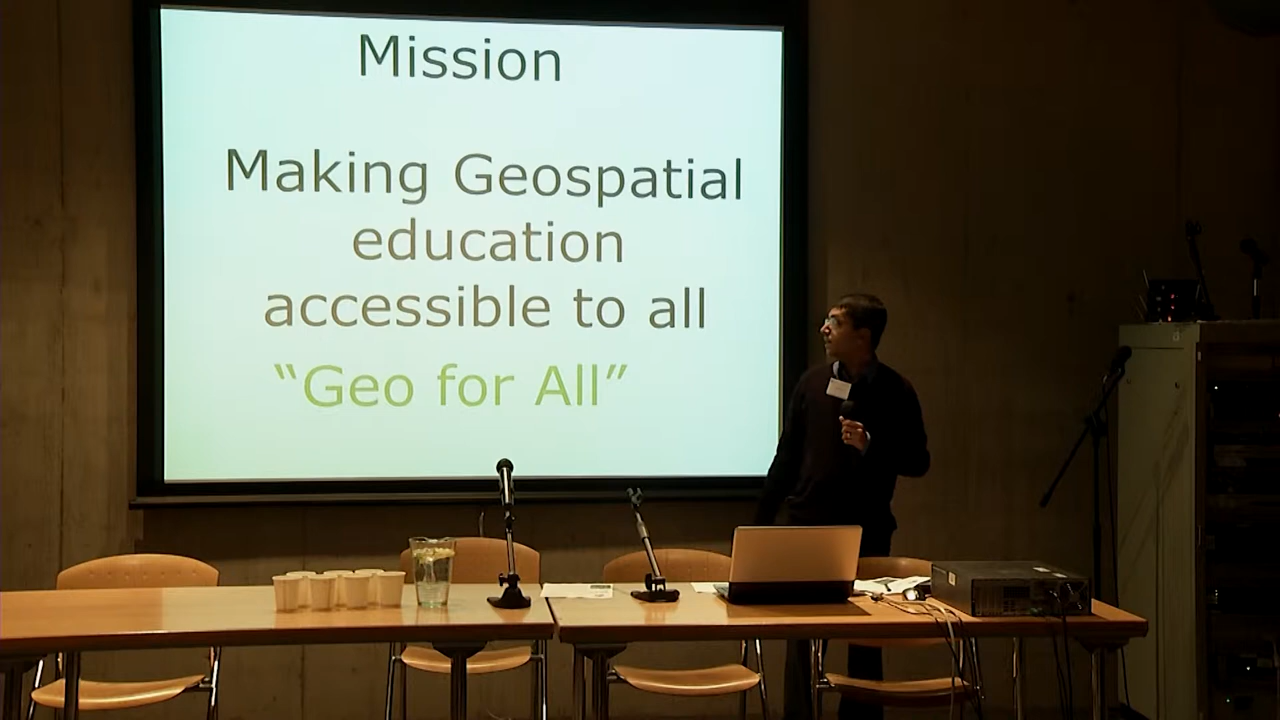 Mission
Making Geospatial
education
accessible to all
“Geo for All”